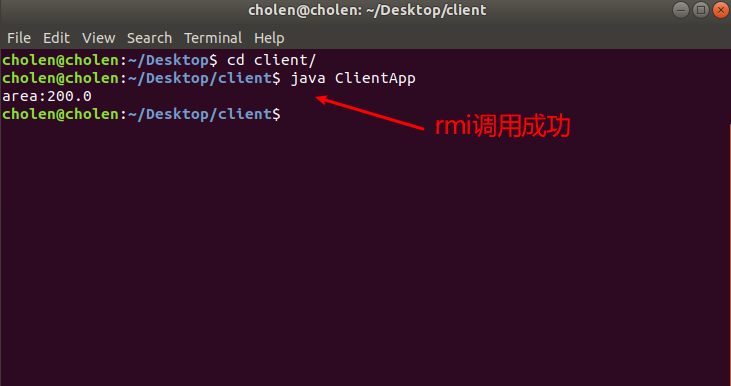 cholen@cholen: ~/Desktop/client
File Edit View Search Terminal Help
cholen@cholen:~/Desktop$ cd client/
cholen@cholen:~/Desktop/client$ java ClientApp
area:200.0
cholen@cholen:~/Desktop/client$
rmi调用成功